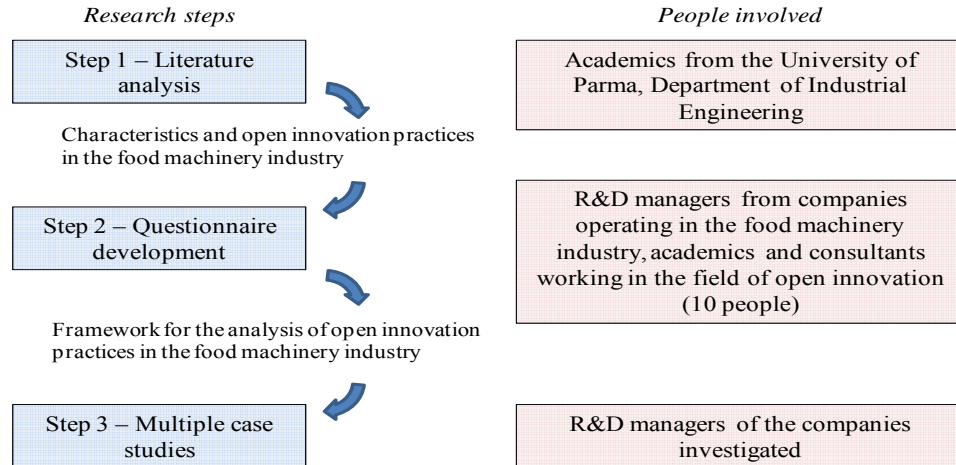 Research steps
People involved
Step 1 – Literature
analysis
Academics from the University of
Parma, Department of Industrial
Engineering
Characteristics and open innovation practices
in the food machinery industry
Step 2 – Questionnaire
development
R&D managers from companies
operating in the food machinery
industry, academics and consultants
working in the field of open innovation
(10 people)
Framework for the analysis of open innovation
practices in the food machinery industry
Step 3 – Multiple case
studies
R&D managers of the companies
investigated